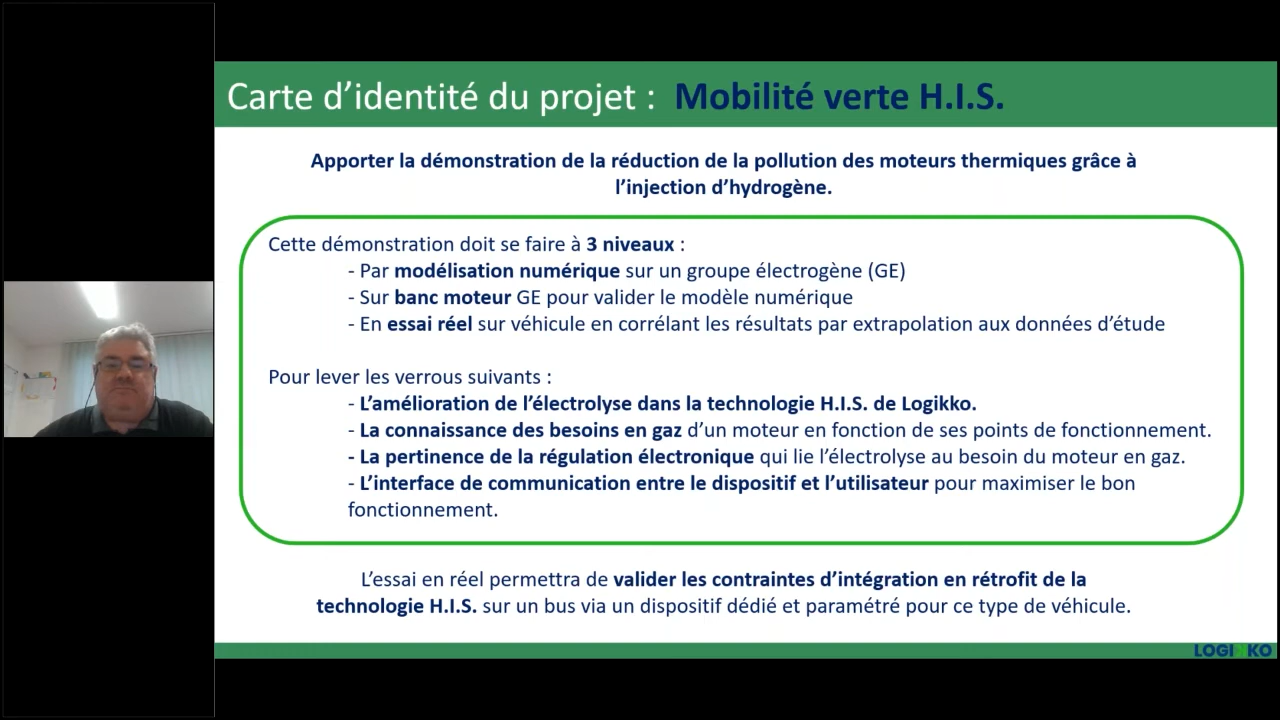 Carte d’identité du projet : Mobilité verte H.I.S.
Apporter la démonstration de la réduction de la pollution des moteurs thermiques grâce à
l’injection d’hydrogène.
Cette démonstration doit se faire à 3 niveaux :
- Par modélisation numérique sur un groupe électrogène (GE)
- Sur banc moteur GE pour valider le modèle numérique
- En essai réel sur véhicule en corrélant les résultats par extrapolation aux données d’étude
Pour lever les verrous suivants :
- L’amélioration de l’électrolyse dans la technologie H.I.S. de Logikko.
- La connaissance des besoins en gaz d’un moteur en fonction de ses points de fonctionnement.
- La pertinence de la régulation électronique qui lie l’électrolyse au besoin du moteur en gaz.
- L’interface de communication entre le dispositif et l’utilisateur pour maximiser le bon
fonctionnement.
L’essai en réel permettra de valider les contraintes d’intégration en rétrofit de la
technologie H.I.S. sur un bus via un dispositif dédié et paramétré pour ce type de véhicule.
LOGINKO